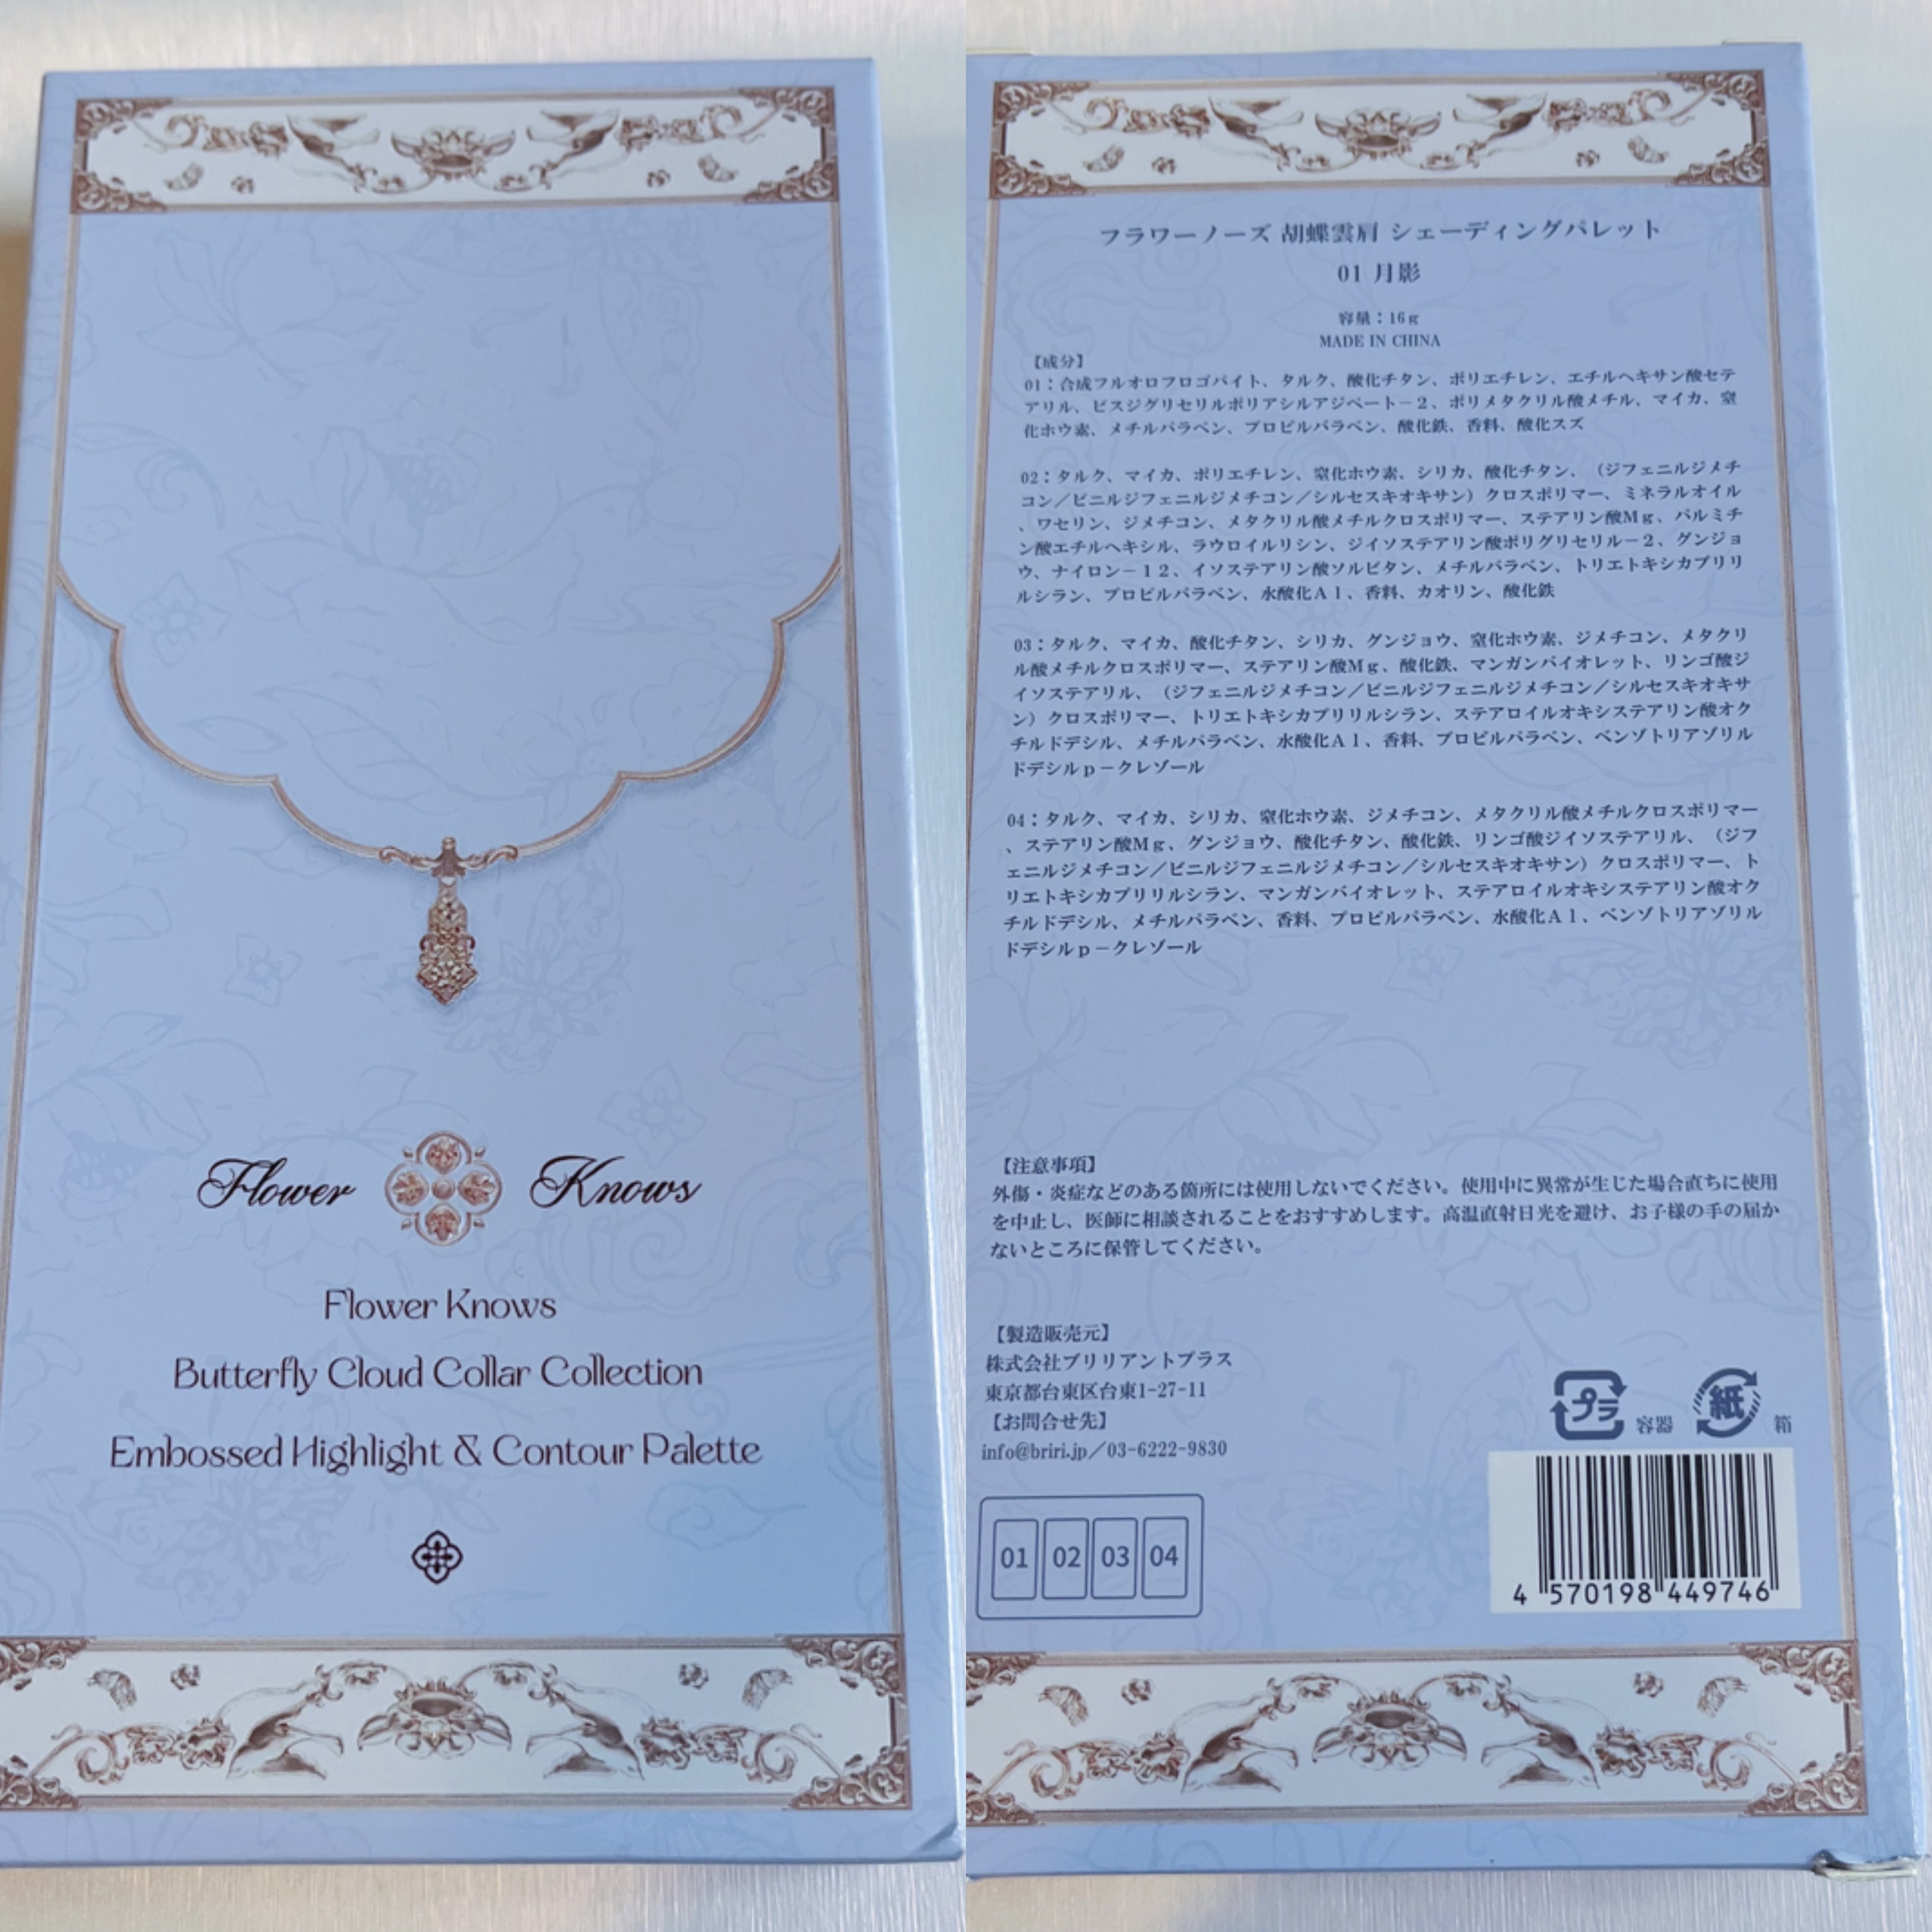 Flower Knows
Flower Knows
Butterfly Cloud Collar Collection
Embossed Highlight & Contour Palette
フラワーノーズ 胡蝶雲肩 シェーディングパレット
01 月影
容量：16g
MADE IN CHINA
【成分】
01：合成フルオロフロゴパイト、タルク、酸化チタン、ポリエチレン、エチルヘキサン酸セテ
アリル、ビスジグリセリルポリアシルアジペート－2、ポリメタクリル酸メチル、マイカ、窒
化ホウ素、メチルパラベン、プロピルパラベン、酸化鉄、香料、酸化スズ
02：タルク、マイカ、ポリエチレン、窒化ホウ素、シリカ、酸化チタン、（ジフェニルジメチ
コン／ビニルジフェニルジメチコン／シルセスキオキサン）クロスポリマー、ミネラルオイル
、ワセリン、ジメチコン、メタクリル酸メチルクロスポリマー、ステアリン酸Mｇ、パルミチ
ン酸エチルヘキシル、ラウロイルリシン、ジイソステアリン酸ポリグリセリル－2、グンジョ
ウ、ナイロン－１２、イソステアリン酸ソルビタン、メチルパラベン、トリエトキシカプリリ
ルシラン、プロピルパラベン、水酸化Ａ１、香料、カオリン、酸化鉄
03：タルク、マイカ、酸化チタン、シリカ、グンジョウ、窒化ホウ素、ジメチコン、メタクリ
ル酸メチルクロスポリマー、ステアリン酸Mｇ、酸化鉄、マンガンバイオレット、リンゴ酸ジ
イソステアリル、（ジフェニルジメチコン／ビニルジフェニルジメチコン／シルセスキオキサ
ン）クロスポリマー、トリエトキシカプリリルシラン、ステアロイルオキシステアリン酸オク
チルドデシル、メチルパラベン、水酸化Ａ１、香料、プロピルパラベン、ベンゾトリアゾリル
ドデシルｐ－クレゾール
04：タルク、マイカ、シリカ、窒化ホウ素、ジメチコン、メタクリル酸メチルクロスポリマー
、ステアリン酸Mｇ、グンジョウ、酸化チタン、酸化鉄、リンゴ酸ジイソステアリル、（ジフ
ェニルジメチコン／ビニルジフェニルジメチコン／シルセスキオキサン）クロスポリマー、ト
リエトキシカプリリルシラン、マンガンバイオレット、ステアロイルオキシステアリン酸オク
チルドデシル、メチルパラベン、香料、プロピルパラベン、水酸化Ａ１、ベンゾトリアゾリル
ドデシルｐ－クレゾール
【注意事項】
外傷・炎症などのある箇所には使用しないでください。使用中に異常が生じた場合直ちに使用
を中止し、医師に相談されることをおすすめします。高温直射日光を避け、お子様の手の届か
ないところに保管してください。
【製造販売元】
株式会社ブリリアントプラス
東京都台東区台東1-27-11
【お問合せ先】
info@briri.jp／03-6222-9830
プラ 容器 紙 箱
01 02 03 04
4 570198 449746